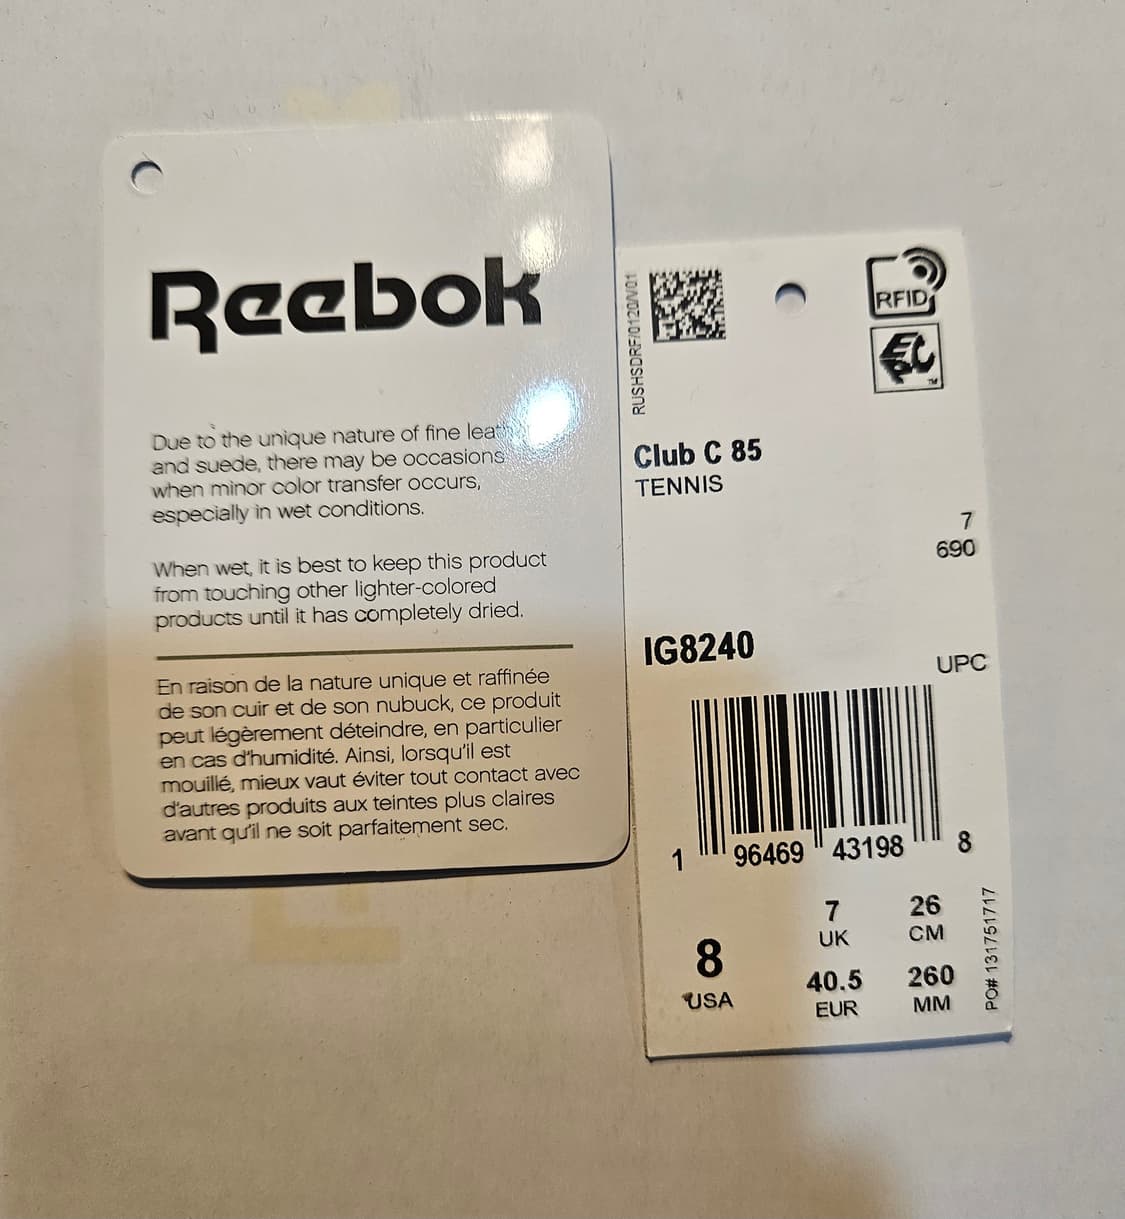 Reebok
Due to the unique nature of fine
and suede, there may be occasions
when minor color transfer occurs,
especially in wet conditions.
When wet, it is best to keep this product
from touching other lighter-colored
products until it has completely dried.
En raison de la nature unique et raffinée
de son cuir et de son nubuck, ce produit
peut légèrement déteindre, en particulier
en cas d'humidité. Ainsi, lorsqu'il est
mouillé, mieux vaut éviter tout contact avec
d'autres produits aux teintes plus claires
avant qu'il ne soit parfaitement sec.
RUSHSDRF/0120/V01
RFID
EPC
TM
Club C 85
TENNIS
7
690
IG8240
UPC
1 96469 43198 8
8
USA
7
UK
26
CM
40.5
EUR
260
MM
PO# 131751717